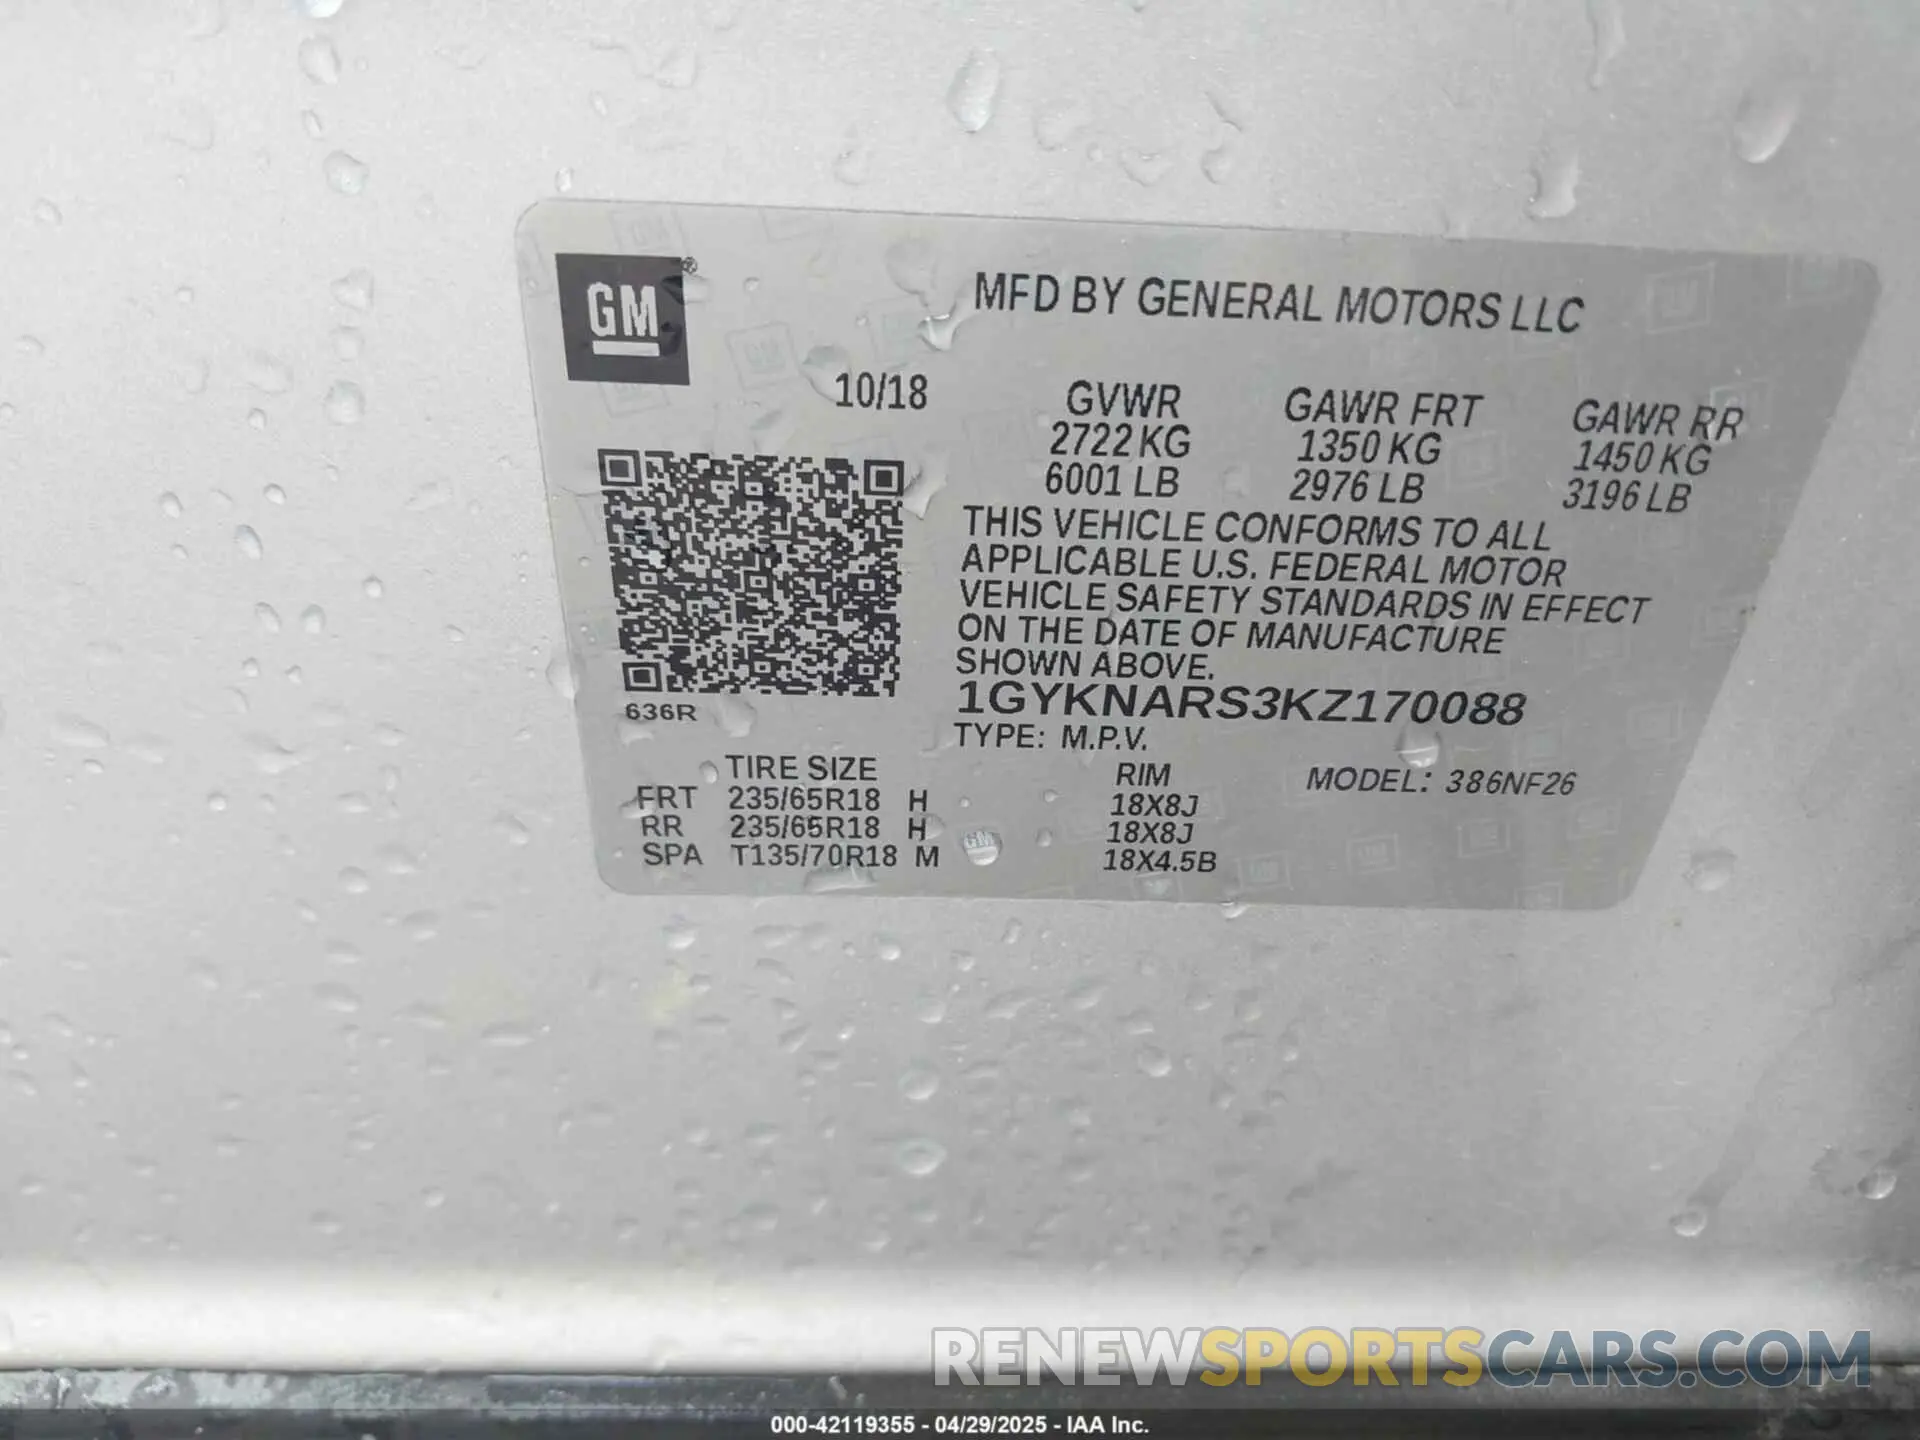 GM ®
MFD BY GENERAL MOTORS LLC
10/18
GVWR GAWR FRT GAWR RR
2722 KG 1350 KG 1450 KG
6001 LB 2976 LB 3196 LB
THIS VEHICLE CONFORMS TO ALL
APPLICABLE U.S. FEDERAL MOTOR
VEHICLE SAFETY STANDARDS IN EFFECT
ON THE DATE OF MANUFACTURE
SHOWN ABOVE.
1GYKNARS3KZ170088
636R
TYPE: M.P.V.
TIRE SIZE RIM MODEL: 386NF26
FRT 235/65R18 H 18X8J
RR 235/65R18 H 18X8J
SPA T135/70R18 M GM 18X4.5B
RENEWSPORTSCARS.COM
000-42119355 - 04/29/2025 - IAA Inc.